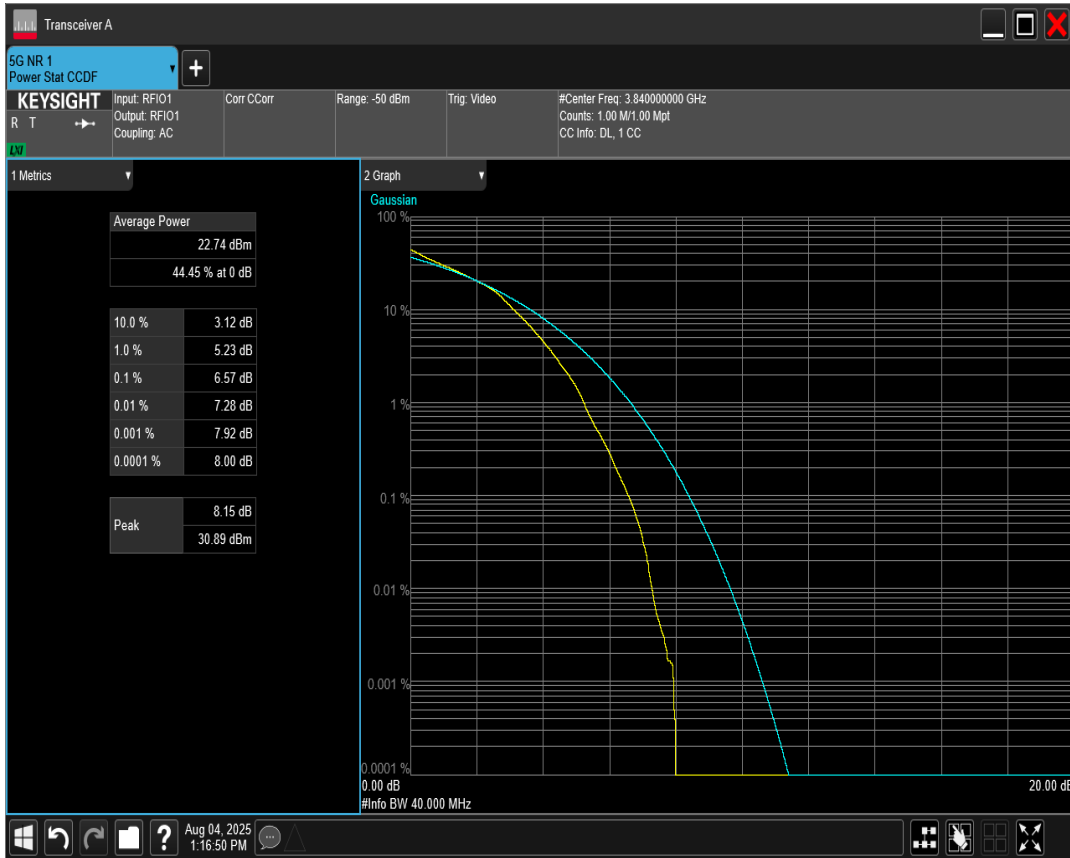 Transceiver A
5G NR 1
Power Stat CCDF
KEYSIGHT
R T
LXI
Input: RFIO1
Output: RFIO1
Coupling: AC
Corr CCorr
Range: -50 dBm
Trig: Video
#Center Freq: 3.840000000 GHz
Counts: 1.00 M/1.00 Mpt
CC Info: DL, 1 CC
1 Metrics
Average Power
22.74 dBm
44.45 % at 0 dB
10.0 % 3.12 dB
1.0 % 5.23 dB
0.1 % 6.57 dB
0.01 % 7.28 dB
0.001 % 7.92 dB
0.0001 % 8.00 dB
Peak 8.15 dB
30.89 dBm
2 Graph
Gaussian
100 %
10 %
1 %
0.1 %
0.01 %
0.001 %
0.0001 %
0.00 dB 20.00 dB
#Info BW 40.000 MHz
? Aug 04, 2025
1:16:50 PM